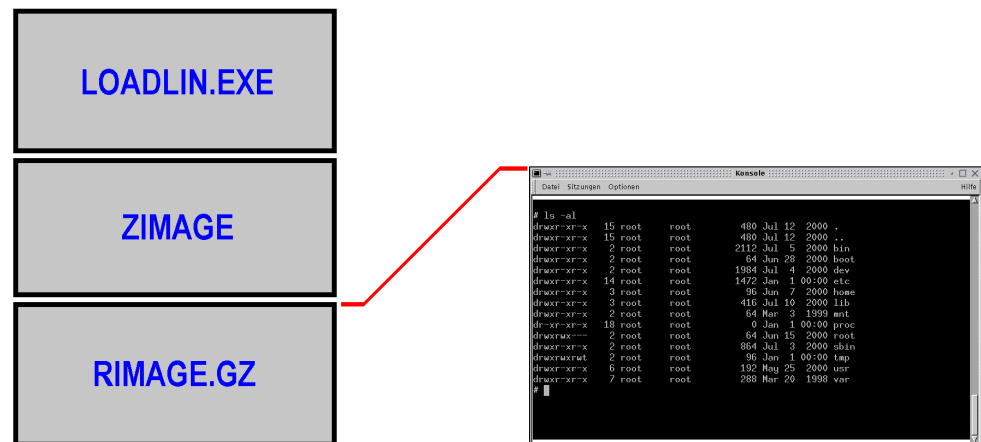 LOADLIN.EXE
ZIMAGE
RIMAGE.GZ
Konsole
Datei Sitzungen Optionen Hilfe
# ls -al
drwxr-xr-x 15 root root 480 Jul 12 2000 .
drwxr-xr-x 15 root root 480 Jul 12 2000 ..
drwxr-xr-x 2 root root 2112 Jul 5 2000 bin
drwxr-xr-x 2 root root 64 Jun 28 2000 boot
drwxr-xr-x 2 root root 1984 Jul 4 2000 dev
drwxr-xr-x 14 root root 1472 Jan 1 00:00 etc
drwxr-xr-x 3 root root 96 Jun 7 2000 home
drwxr-xr-x 3 root root 416 Jul 10 2000 lib
drwxr-xr-x 2 root root 64 Mar 3 1999 mnt
dr-xr-xr-x 18 root root 0 Jan 1 00:00 proc
drwxrwx--- 2 root root 64 Jun 15 2000 root
drwxr-xr-x 2 root root 864 Jul 3 2000 sbin
drwxrwxrwt 2 root root 96 Jan 1 00:00 tmp
drwxr-xr-x 6 root root 192 May 25 2000 usr
drwxr-xr-x 7 root root 288 Mar 20 1998 var
#